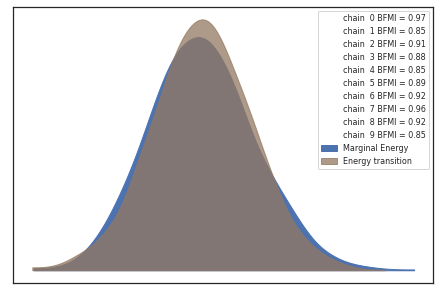 chain  0 BFMI = 0.97
chain  1 BFMI = 0.85
chain  2 BFMI = 0.91
chain  3 BFMI = 0.88
chain  4 BFMI = 0.85
chain  5 BFMI = 0.89
chain  6 BFMI = 0.92
chain  7 BFMI = 0.96
chain  8 BFMI = 0.92
chain  9 BFMI = 0.85
Marginal Energy
Energy transition